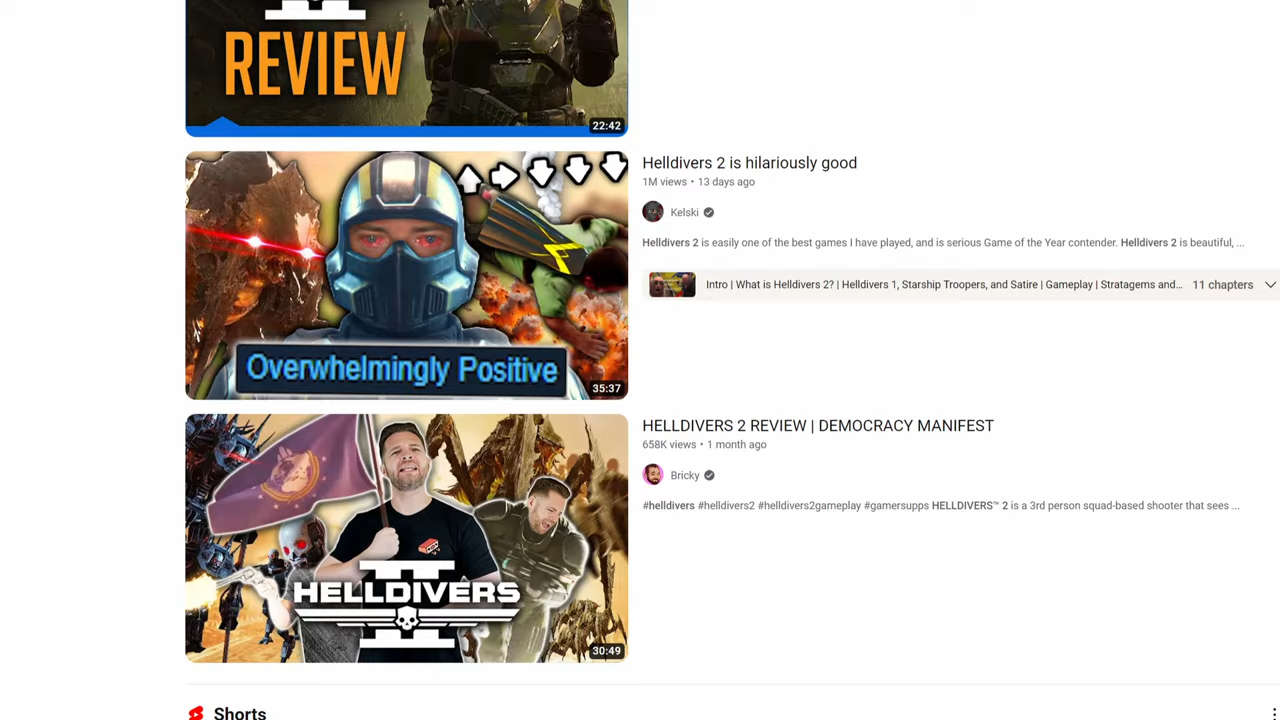 REVIEW
22:42
Helldivers 2 is hilariously good
1M views • 13 days ago
Kelski
Helldivers 2 is easily one of the best games I have played, and is serious Game of the Year contender. Helldivers 2 is beautiful, ...
Intro | What is Helldivers 2? | Helldivers 1, Starship Troopers, and Satire | Gameplay | Stratagems and... 11 chapters
Overwhelmingly Positive
35:37
HELLDIVERS 2 REVIEW | DEMOCRACY MANIFEST
658K views • 1 month ago
Bricky
#helldivers #helldivers2 #helldivers2gameplay #gamersupps HELLDIVERS™ 2 is a 3rd person squad-based shooter that sees ...
HELLDIVERS
II
30:49
Shorts